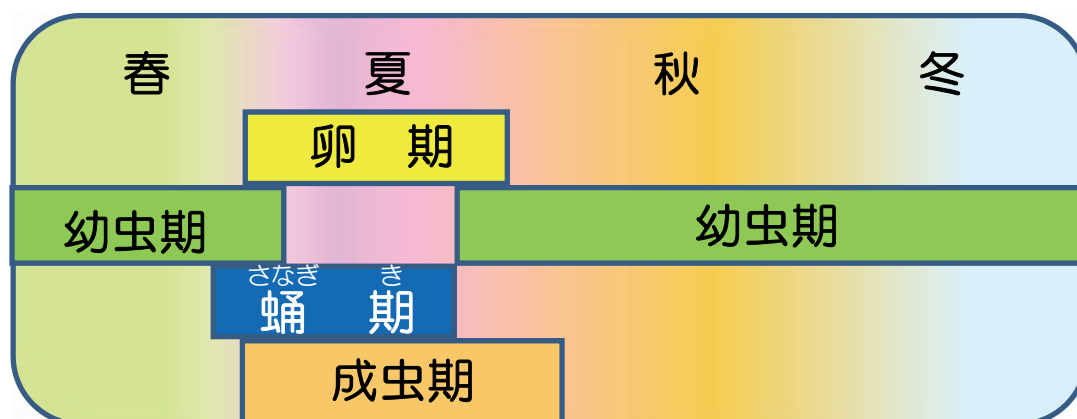 春 夏 秋 冬
卵 期
幼虫期 幼虫期
さなぎ き
蛹 期
成虫期